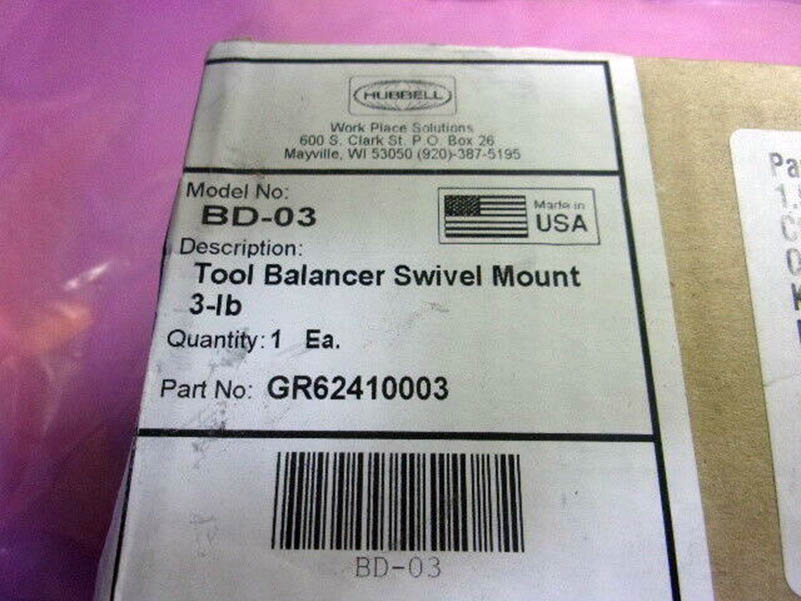 HUBBELL
Work Place Solutions
600 S. Clark St. P.O. Box 26
Mayville, WI 53050 (920)-387-5195
Model No:
BD-03
Made in
USA
Description:
Tool Balancer Swivel Mount
3-lb
Quantity: 1 Ea.
Part No: GR62410003
BD-03
Pa